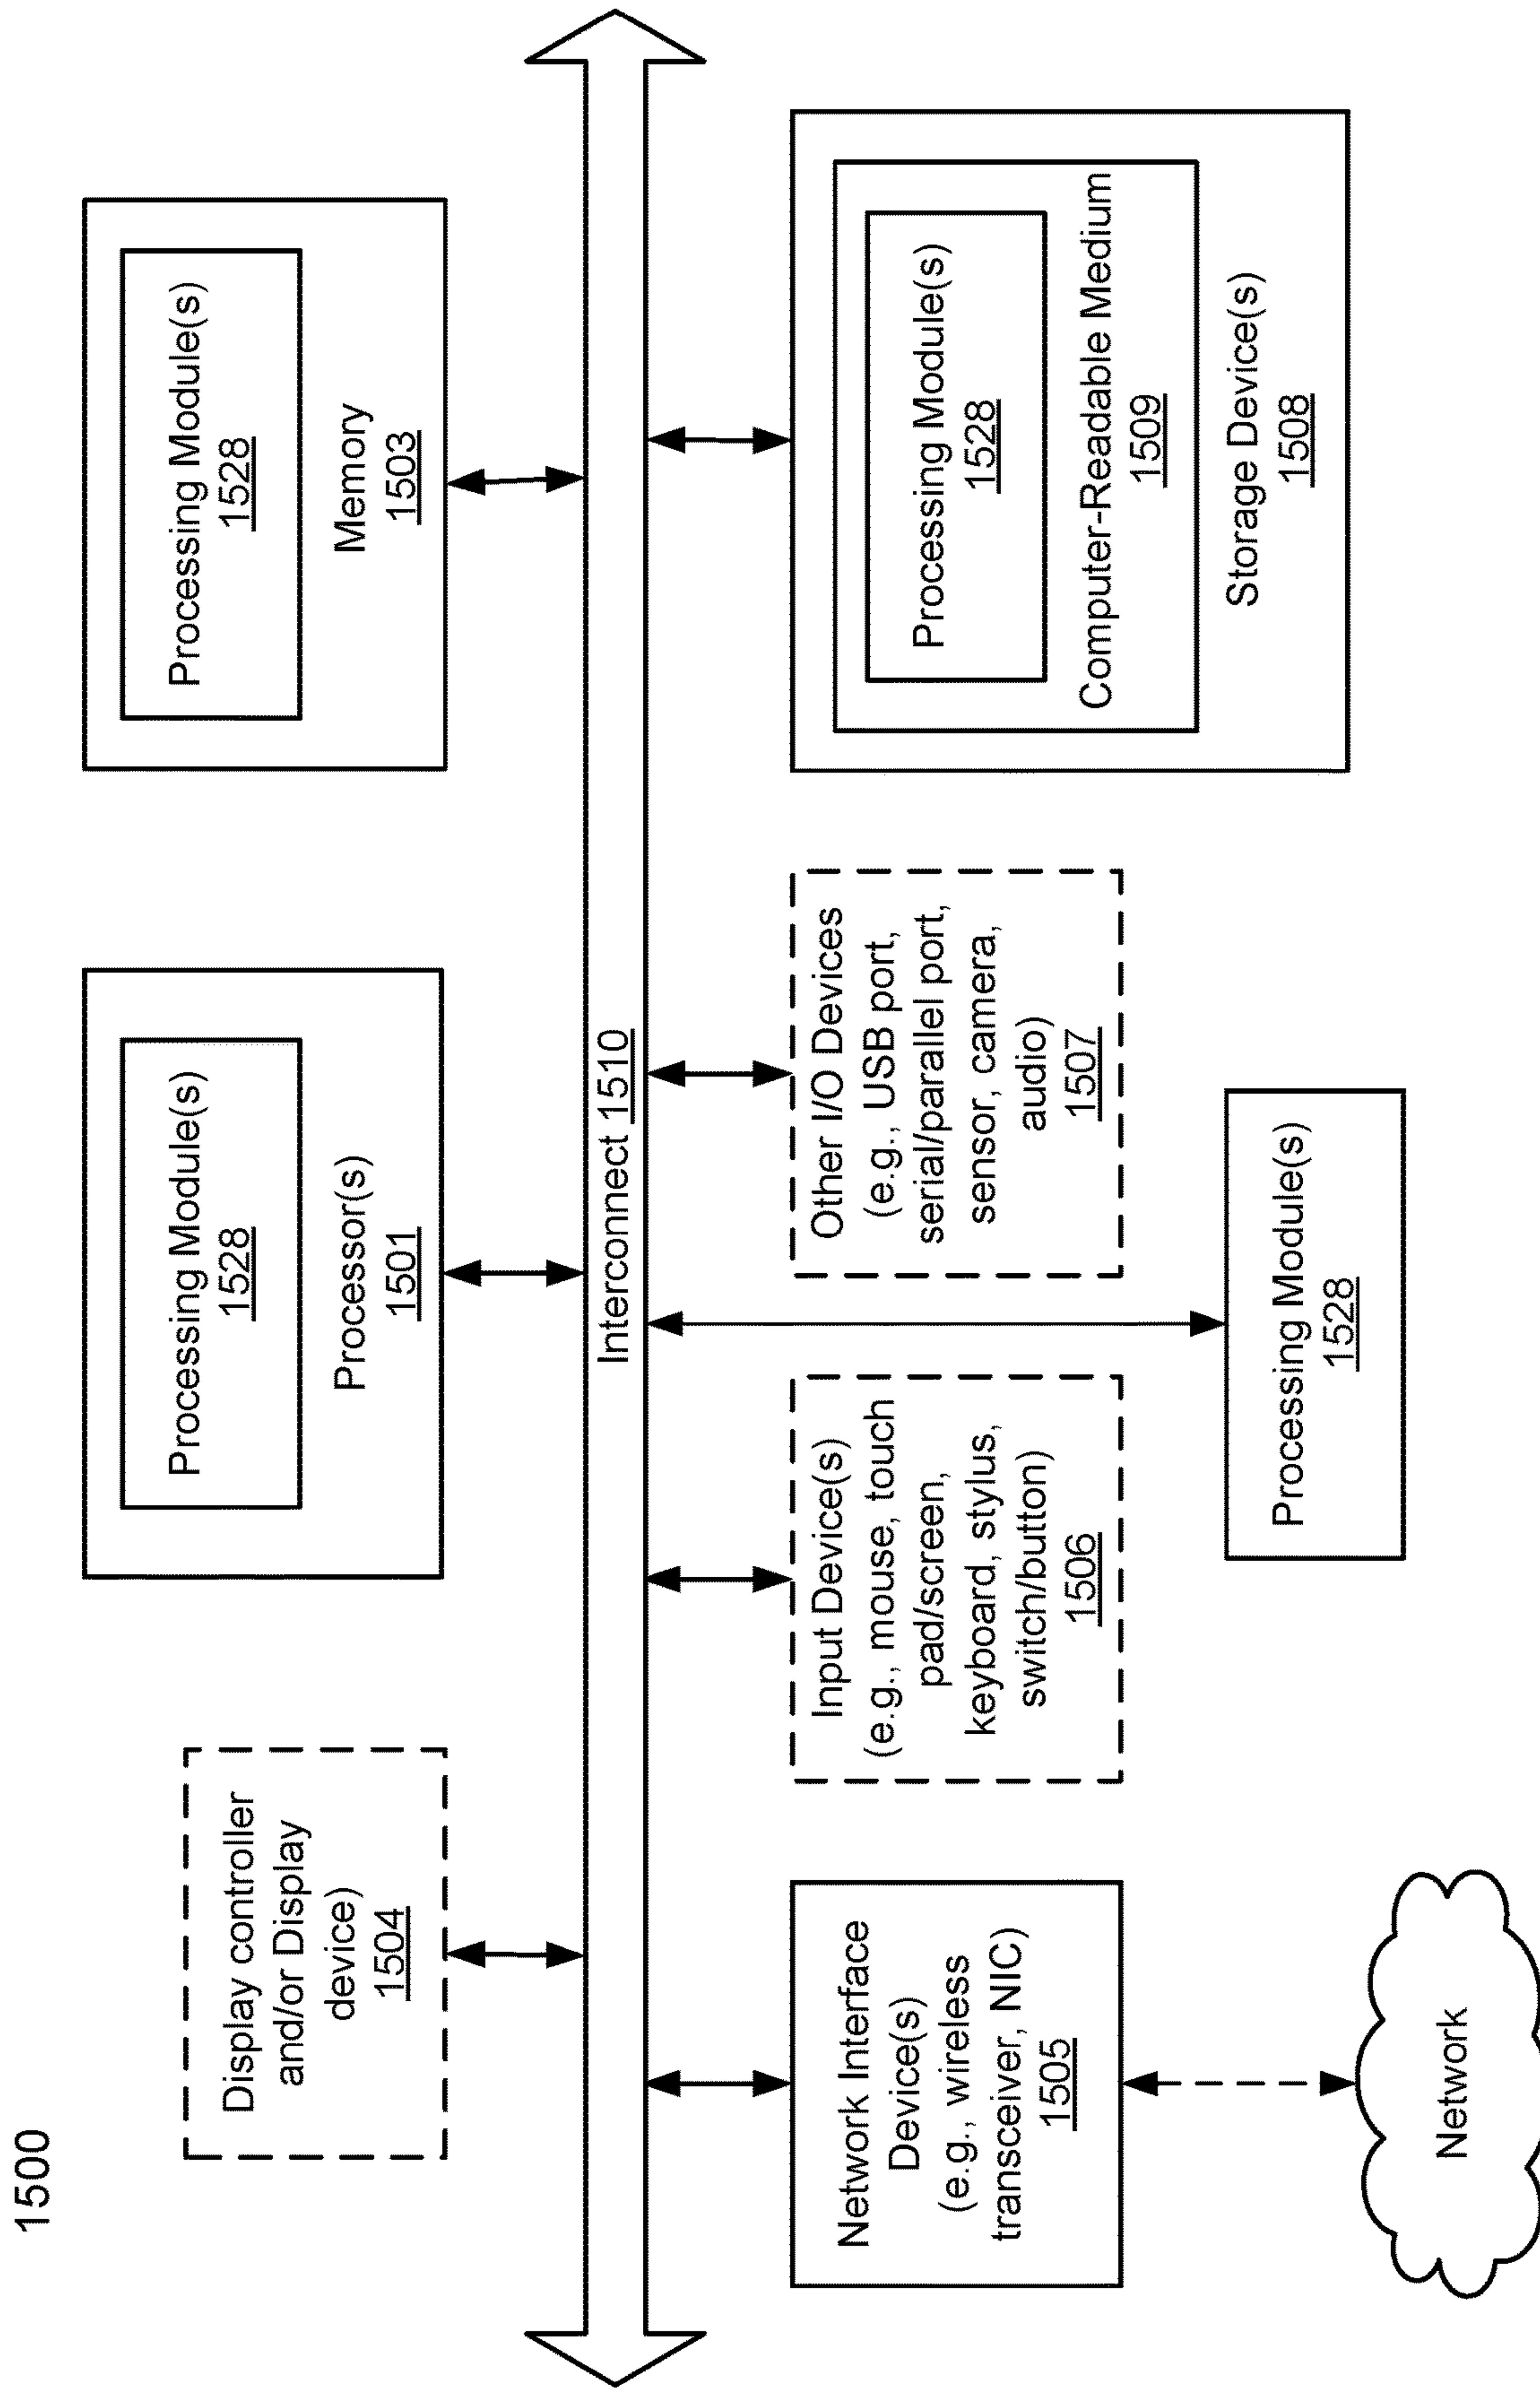 1500
Display controller
and/or Display
device)
1504
Processing Module(s)
1528
Processor(s)
1501
Processing Module(s)
1528
Memory
1503
Interconnect 1510
Network Interface
Device(s)
(e.g., wireless
transceiver, NIC)
1505
Input Device(s)
(e.g., mouse, touch
pad/screen,
keyboard, stylus,
switch/button)
1506
Other I/O Devices
(e.g., USB port,
serial/parallel port,
sensor, camera,
audio)
1507
Processing Module(s)
1528
Computer-Readable Medium
1509
Storage Device(s)
1508
Processing Module(s)
1528
Network